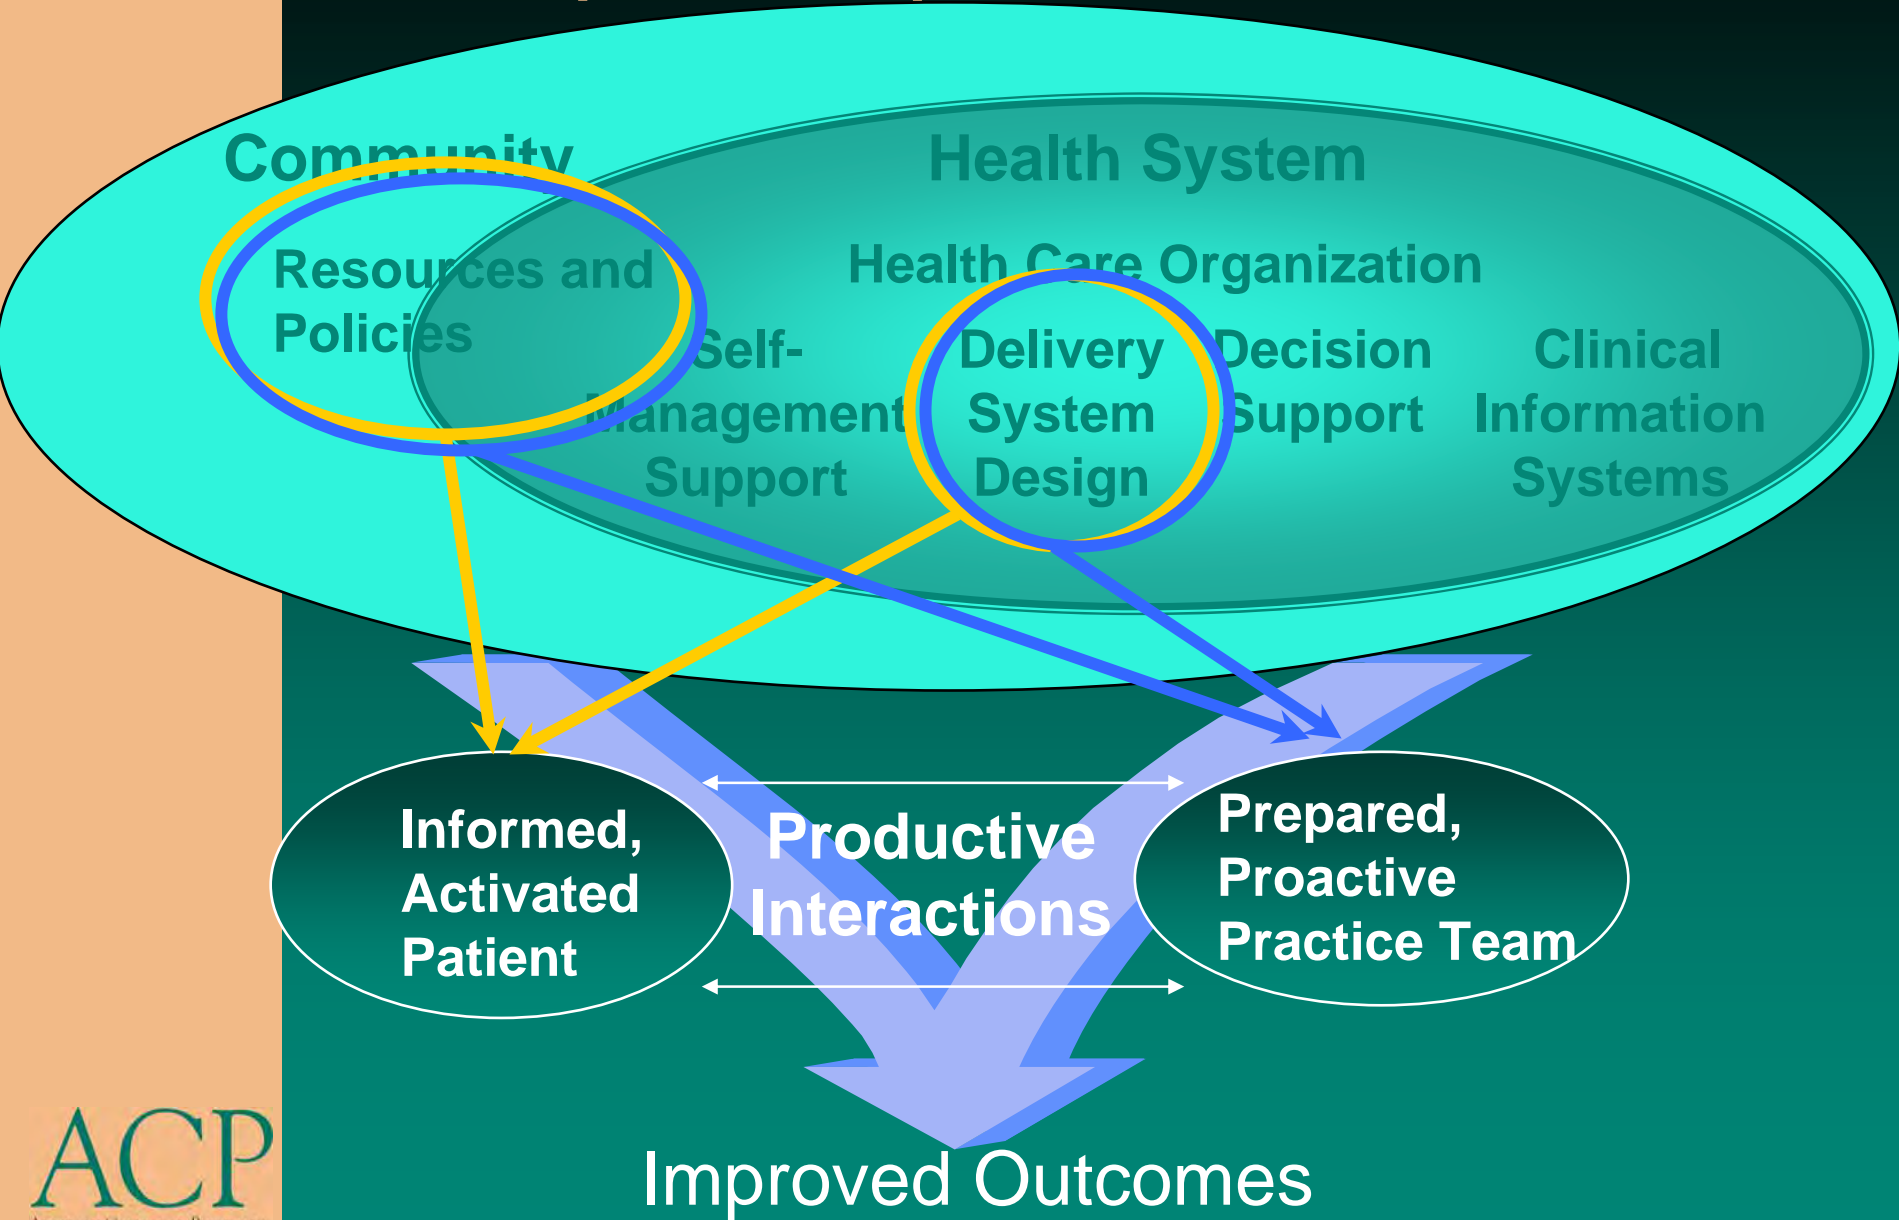 Community
Health System
Resources and
Policies
Health Care Organization
Self-
Management
Support
Delivery
System
Design
Decision
Support
Clinical
Information
Systems
Informed,
Activated
Patient
Productive
Interactions
Prepared,
Proactive
Practice Team
Improved Outcomes
ACP